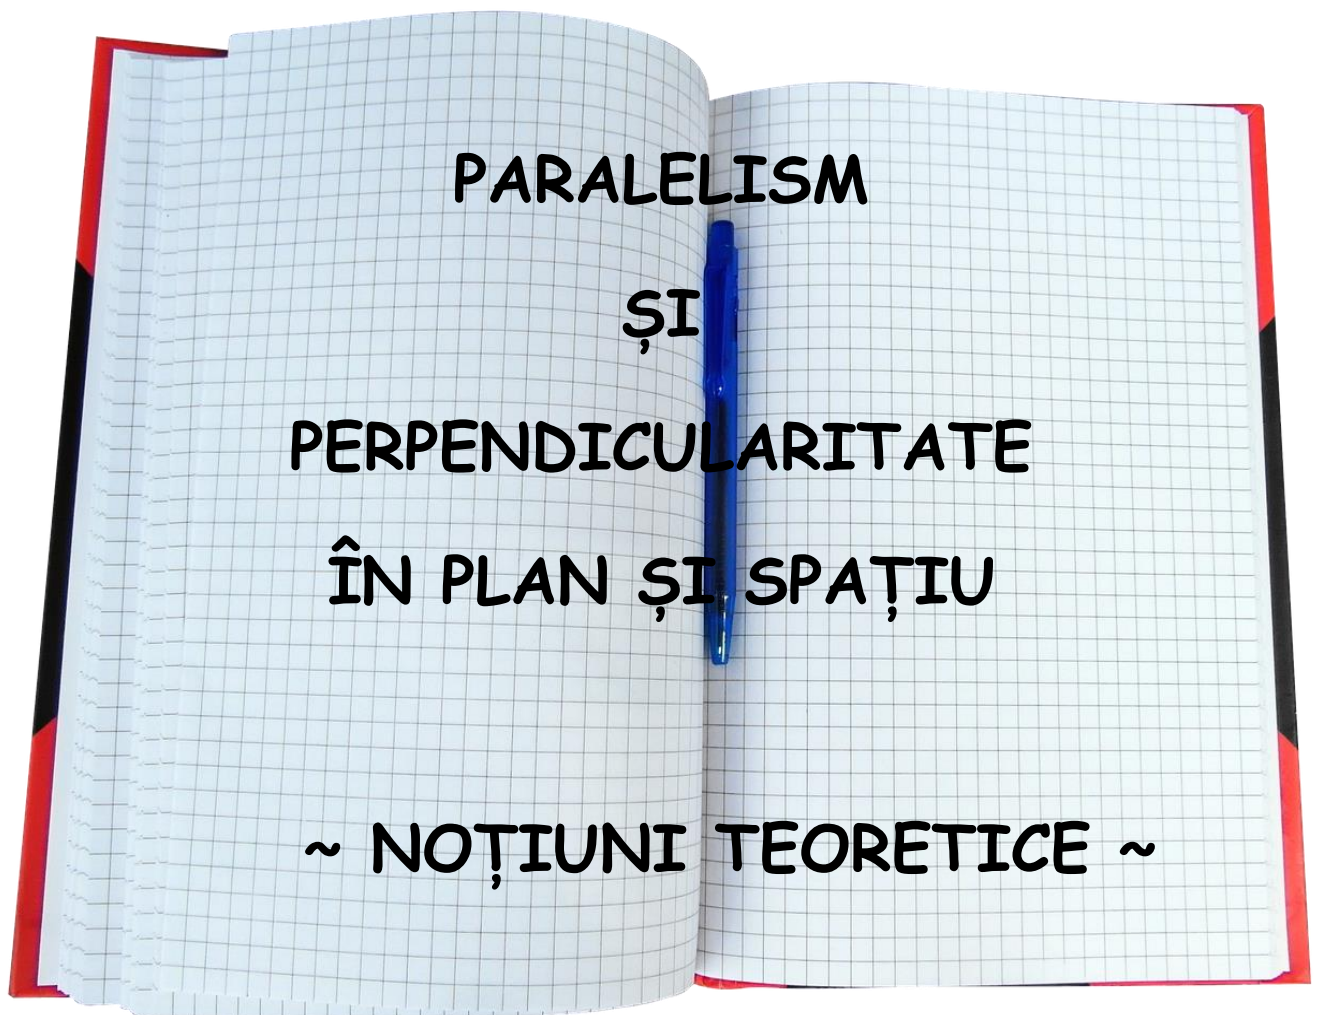 PARALELISM
ȘI
PERPENDICULARITATE
ÎN PLAN ȘI SPAȚIU
~ NOȚIUNI TEORETICE ~